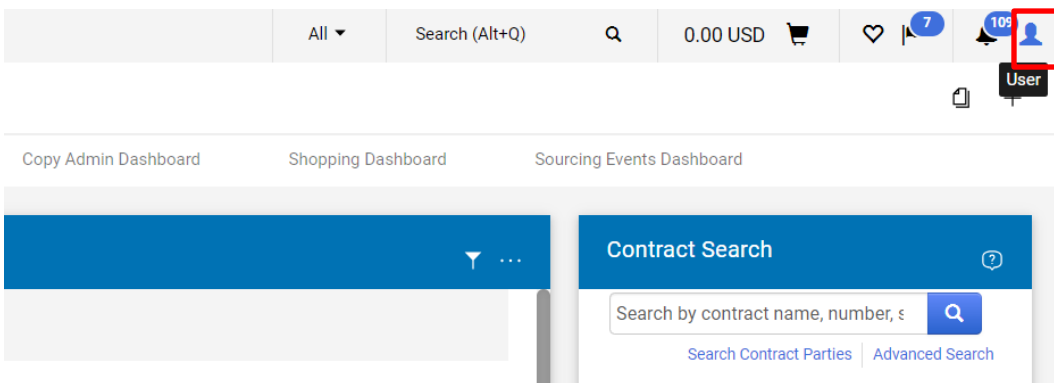 All
Search (Alt+Q)
0.00 USD
7
109
User
Copy Admin Dashboard
Shopping Dashboard
Sourcing Events Dashboard
Contract Search
?
Search by contract name, number, s
Search Contract Parties
Advanced Search